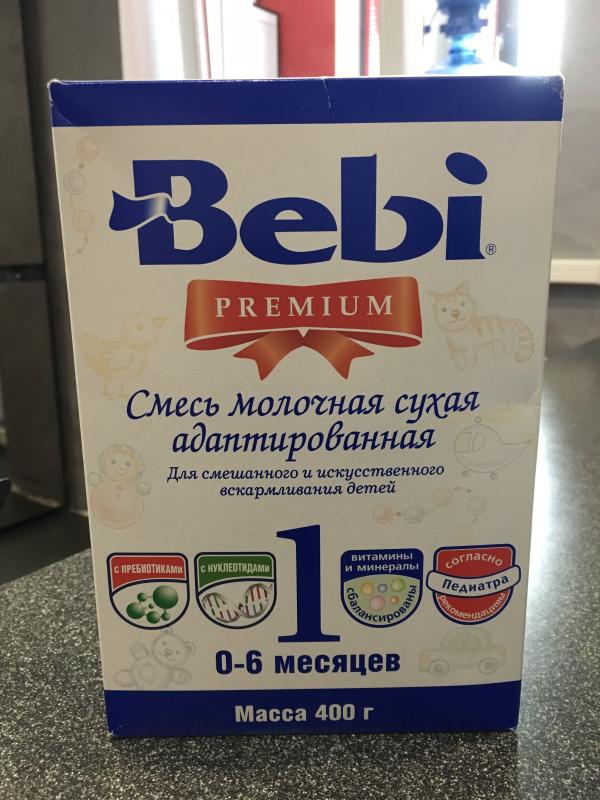 Bebi®
PREMIUM
Смесь молочная сухая
адаптированная
Для смешанного и искусственного
вскармливания детей
С ПРЕБИОТИКАМИ
С НУКЛЕОТИДАМИ
1
витамины
и минералы
сбалансированы
согласно
Педиатра
рекомендациям
0-6 месяцев
Масса 400 г